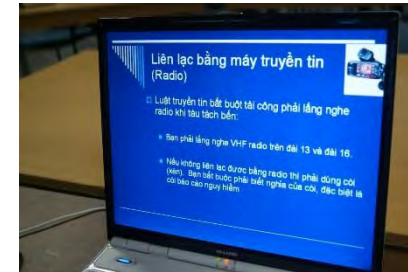 Liên lạc bằng máy truyền tin
(Radio)
Luật truyền tin bắt buột tài công phải lắng nghe
radio khi tàu tách bến:
Bạn phải lắng nghe VHF radio trên đài 13 và đài 16.
Nếu không liên lạc được bằng radio thì phải dùng còi
(xên). Bạn bắt buộc phải biết nghĩa của còi, đặc biệt là
còi báo cáo nguy hiểm